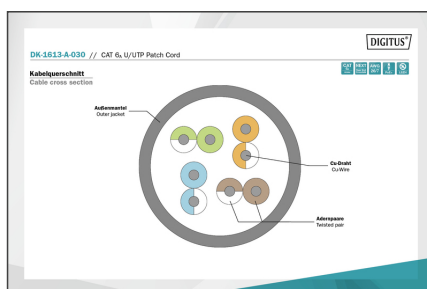 DIGITUS®
DK-1613-A-030 // CAT 6A U/UTP Patch Cord
Kabelquerschnitt
Cable cross section
Außenmantel
Outer jacket
Cu-Draht
Cu-Wire
Adernpaare
Twisted pair